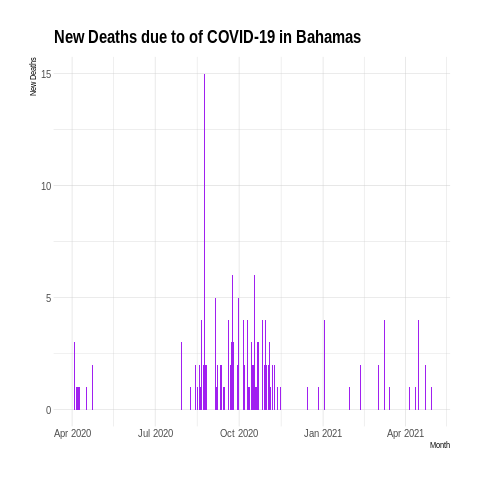 New Deaths due to of COVID-19 in Bahamas
New Deaths
15
10
5
0
Apr 2020 Jul 2020 Oct 2020 Jan 2021 Apr 2021
Month